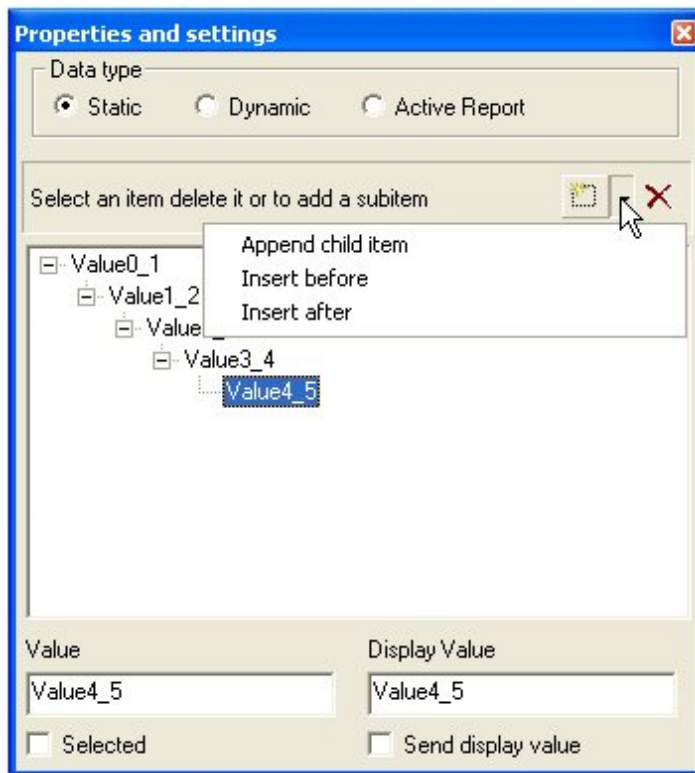 Properties and settings
Data type
Static Dynamic Active Report
Select an item delete it or to add a subitem
Append child item
Insert before
Insert after
Value0_1
Value1_2
Value
Value3_4
Value4_5
Value Display Value
Value4_5 Value4_5
Selected Send display value